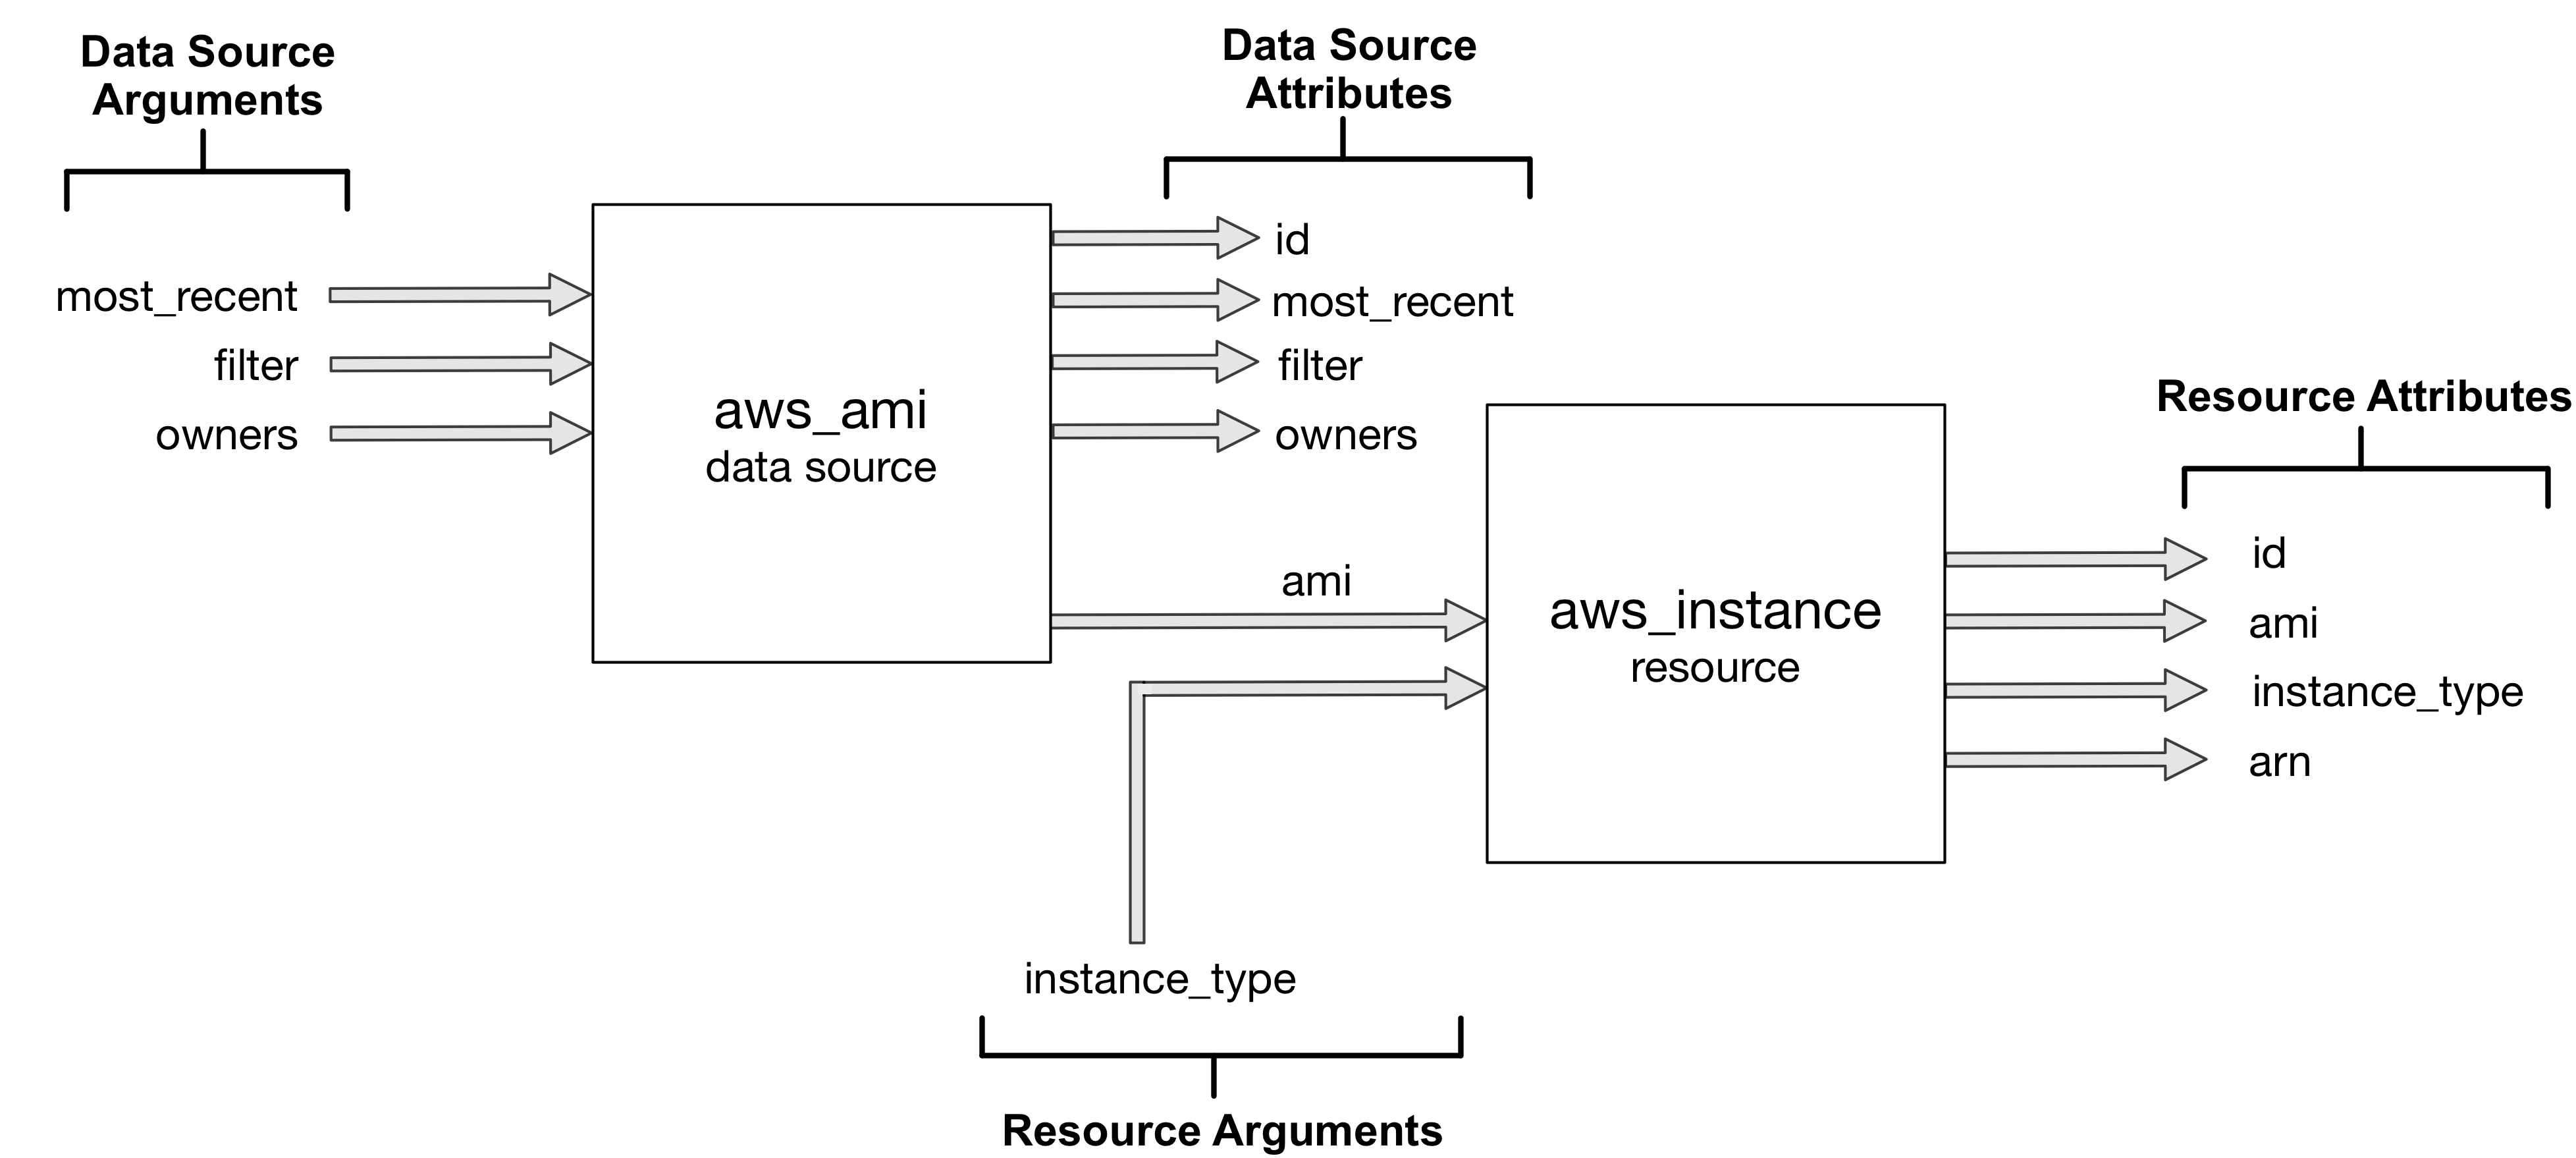 Data Source
Arguments
most_recent
filter
owners
aws_ami
data source
Data Source
Attributes
id
most_recent
filter
owners
ami
instance_type
Resource Arguments
aws_instance
resource
Resource Attributes
id
ami
instance_type
arn